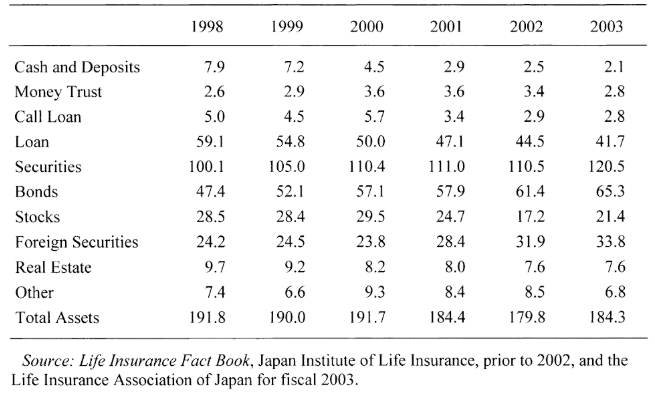 1998 1999 2000 2001 2002 2003
Cash and Deposits 7.9 7.2 4.5 2.9 2.5 2.1
Money Trust 2.6 2.9 3.6 3.6 3.4 2.8
Call Loan 5.0 4.5 5.7 3.4 2.9 2.8
Loan 59.1 54.8 50.0 47.1 44.5 41.7
Securities 100.1 105.0 110.4 111.0 110.5 120.5
Bonds 47.4 52.1 57.1 57.9 61.4 65.3
Stocks 28.5 28.4 29.5 24.7 17.2 21.4
Foreign Securities 24.2 24.5 23.8 28.4 31.9 33.8
Real Estate 9.7 9.2 8.2 8.0 7.6 7.6
Other 7.4 6.6 9.3 8.4 8.5 6.8
Total Assets 191.8 190.0 191.7 184.4 179.8 184.3
Source: Life Insurance Fact Book, Japan Institute of Life Insurance, prior to 2002, and the
Life Insurance Association of Japan for fiscal 2003.